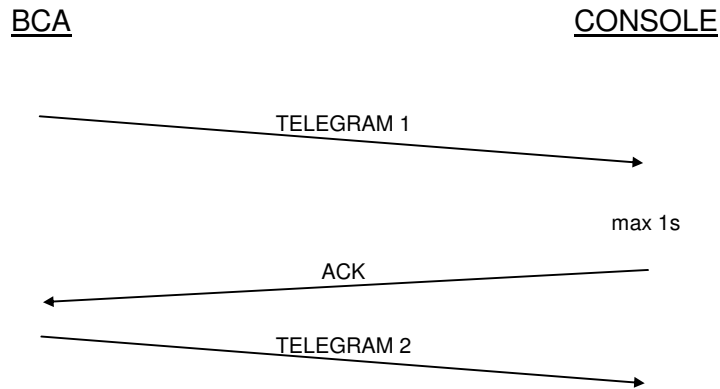 BCA CONSOLE
TELEGRAM 1
max 1s
ACK
TELEGRAM 2